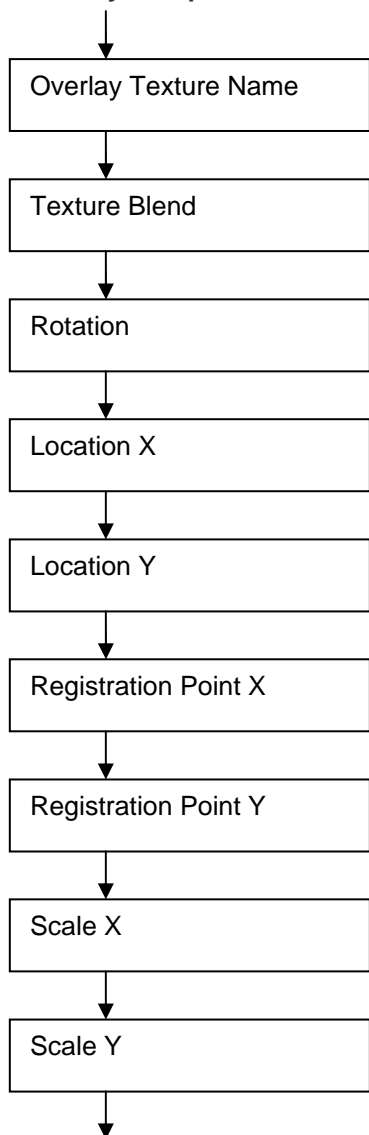 Overlay Texture Name
Texture Blend
Rotation
Location X
Location Y
Registration Point X
Registration Point Y
Scale X
Scale Y